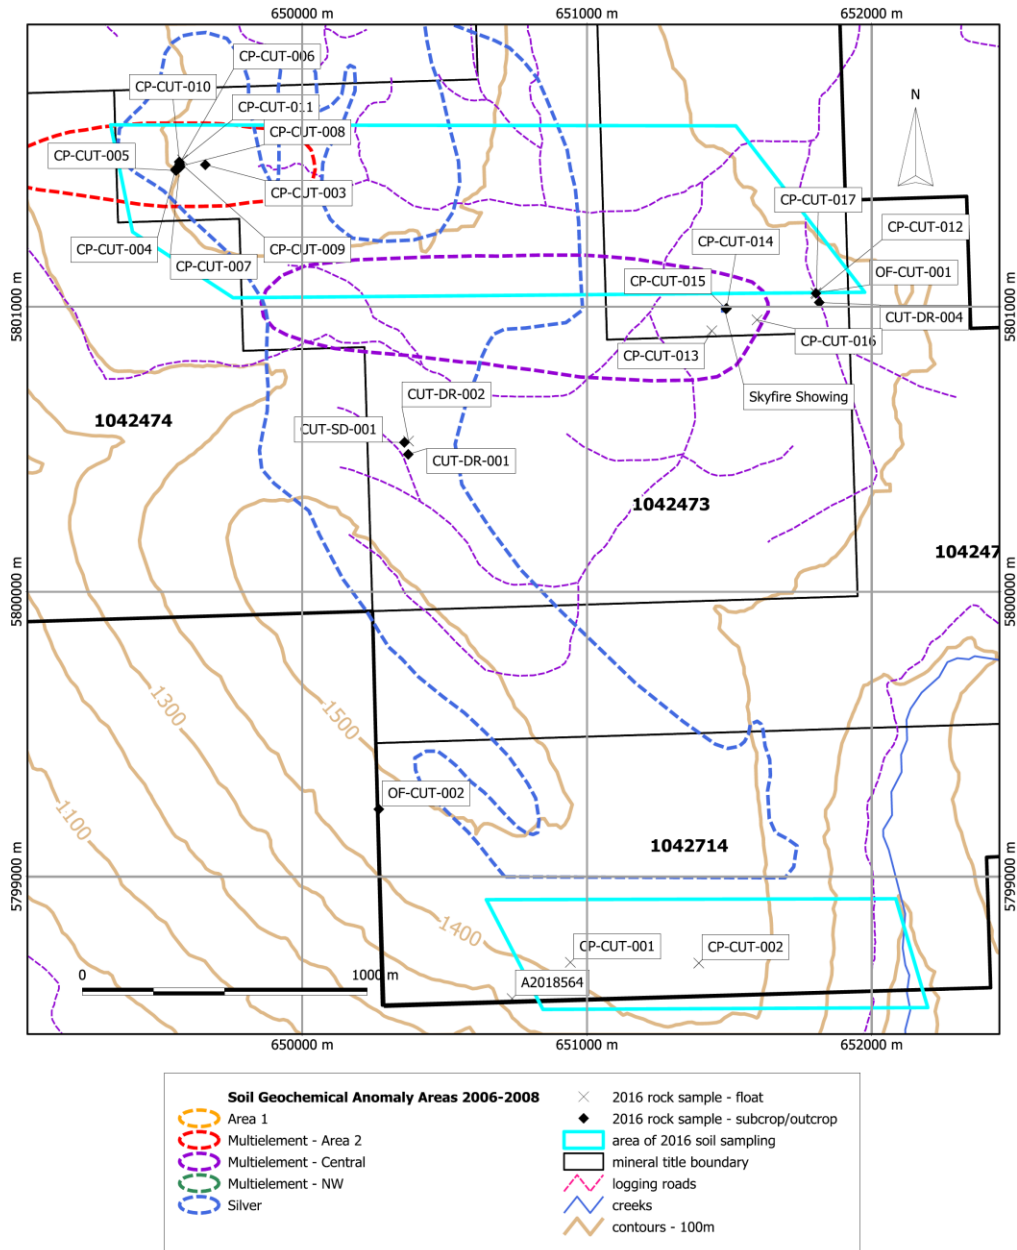 650000 m
651000 m
652000 m
CP-CUT-006
CP-CUT-010
CP-CUT-011
N
CP-CUT-008
CP-CUT-005
CP-CUT-003
CP-CUT-017
CP-CUT-012
CP-CUT-004
CP-CUT-009
CP-CUT-014
CP-CUT-007
CP-CUT-015
OF-CUT-001
5801000 m
5801000 m
CUT-DR-004
CP-CUT-016
CP-CUT-013
CUT-DR-002
Skyfire Showing
1042474
CUT-SD-001
CUT-DR-001
1042473
104247
5800000 m
5800000 m
1300
1500
OF-CUT-002
1100
1042714
5799000 m
5799000 m
1400
CP-CUT-001
CP-CUT-002
0
1000 m
A2018564
650000 m
651000 m
652000 m
Soil Geochemical Anomaly Areas 2006-2008
Area 1
Multielement - Area 2
Multielement - Central
Multielement - NW
Silver
2016 rock sample - float
2016 rock sample - subcrop/outcrop
area of 2016 soil sampling
mineral title boundary
logging roads
creeks
contours - 100m